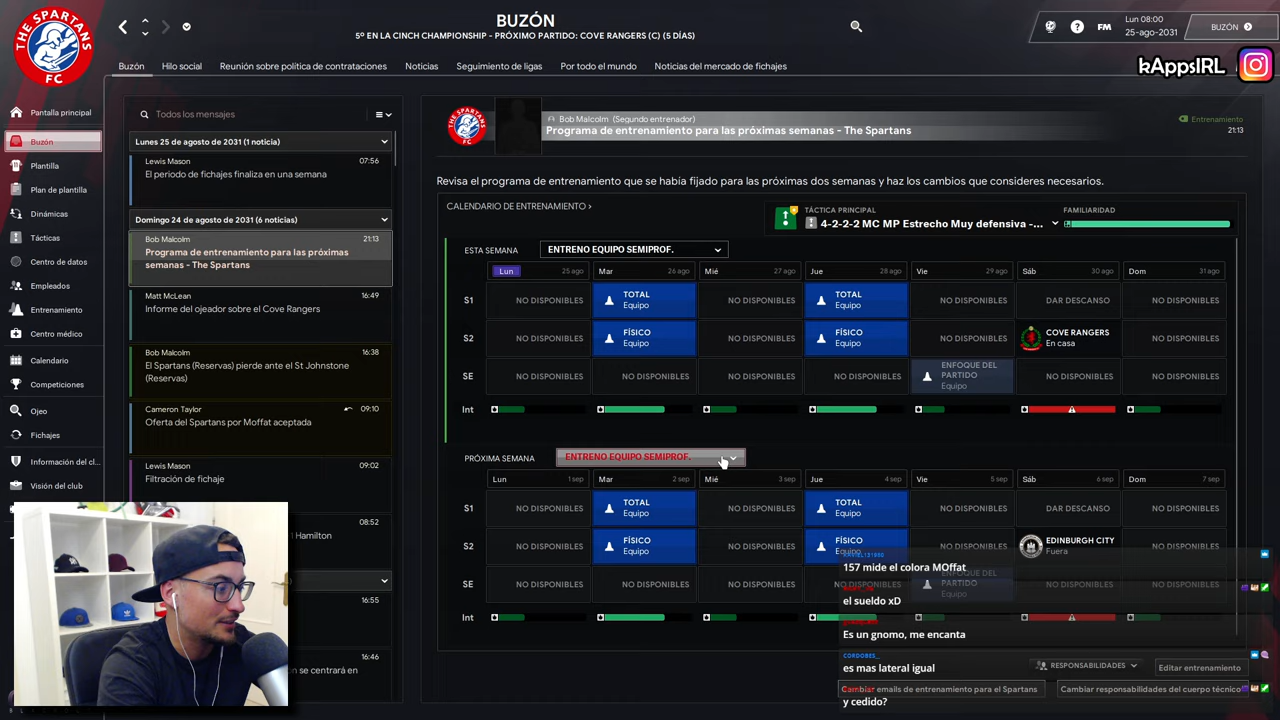 THE SPARTANS
FC
BUZÓN
5º EN LA CINCH CHAMPIONSHIP - PRÓXIMO PARTIDO: COVE RANGERS (C) (5 DÍAS)
FM
Lun 08:00
25-ago-2031
BUZÓN
Buzón
Hilo social
Reunión sobre política de contrataciones
Noticias
Seguimiento de ligas
Por todo el mundo
Noticias del mercado de fichajes
kAppsIRL
Pantalla principal
Buzón
Plantilla
Plan de plantilla
Dinámicas
Tácticas
Centro de datos
Empleados
Entrenamiento
Centro médico
Calendario
Competiciones
Ojeo
Fichajes
Información del cl...
Visión del club
Todos los mensajes
Lunes 25 de agosto de 2031 (1 noticia)
Lewis Mason 07:56
El periodo de fichajes finaliza en una semana
Domingo 24 de agosto de 2031 (6 noticias)
Bob Malcolm 21:13
Programa de entrenamiento para las próximas
semanas - The Spartans
Matt McLean 16:49
Informe del ojeador sobre el Cove Rangers
Bob Malcolm 16:38
El Spartans (Reservas) pierde ante el St Johnstone
(Reservas)
Cameron Taylor 09:10
Oferta del Spartans por Moffat aceptada
Lewis Mason 09:02
Filtración de fichaje
08:52
Hamilton
16:55
16:46
n se centrará en
Bob Malcolm (Segundo entrenador)
Programa de entrenamiento para las próximas semanas - The Spartans
Entrenamiento
21:13
Revisa el programa de entrenamiento que se había fijado para las próximas dos semanas y haz los cambios que consideres necesarios.
CALENDARIO DE ENTRENAMIENTO >
TÁCTICA PRINCIPAL
4-2-2-2 MC MP Estrecho Muy defensiva -...
FAMILIARIDAD
ESTA SEMANA
ENTRENO EQUIPO SEMIPROF.
Lun 25 ago Mar 26 ago Mié 27 ago Jue 28 ago Vie 29 ago Sáb 30 ago Dom 31 ago
S1 NO DISPONIBLES TOTAL Equipo NO DISPONIBLES TOTAL Equipo NO DISPONIBLES DAR DESCANSO NO DISPONIBLES
S2 NO DISPONIBLES FÍSICO Equipo NO DISPONIBLES FÍSICO Equipo NO DISPONIBLES COVE RANGERS En casa NO DISPONIBLES
SE NO DISPONIBLES NO DISPONIBLES NO DISPONIBLES NO DISPONIBLES ENFOQUE DEL PARTIDO Equipo NO DISPONIBLES NO DISPONIBLES
Int
PRÓXIMA SEMANA
ENTRENO EQUIPO SEMIPROF.
Lun 1 sep Mar 2 sep Mié 3 sep Jue 4 sep Vie 5 sep Sáb 6 sep Dom 7 sep
S1 NO DISPONIBLES TOTAL Equipo NO DISPONIBLES TOTAL Equipo NO DISPONIBLES DAR DESCANSO NO DISPONIBLES
S2 NO DISPONIBLES FÍSICO Equipo NO DISPONIBLES FÍSICO Equipo NO DISPONIBLES EDINBURGH CITY Fuera NO DISPONIBLES
SE NO DISPONIBLES NO DISPONIBLES NO DISPONIBLES ENFOQUE DEL PARTIDO Equipo NO DISPONIBLES NO DISPONIBLES
Int
157 mide el colora MOffat
el sueldo xD
Es un gnomo, me encanta
CORDOBES_
es mas lateral igual
y cedido?
RESPONSABILIDADES
Editar entrenamiento
Cambiar emails de entrenamiento para el Spartans
Cambiar responsabilidades del cuerpo técnico